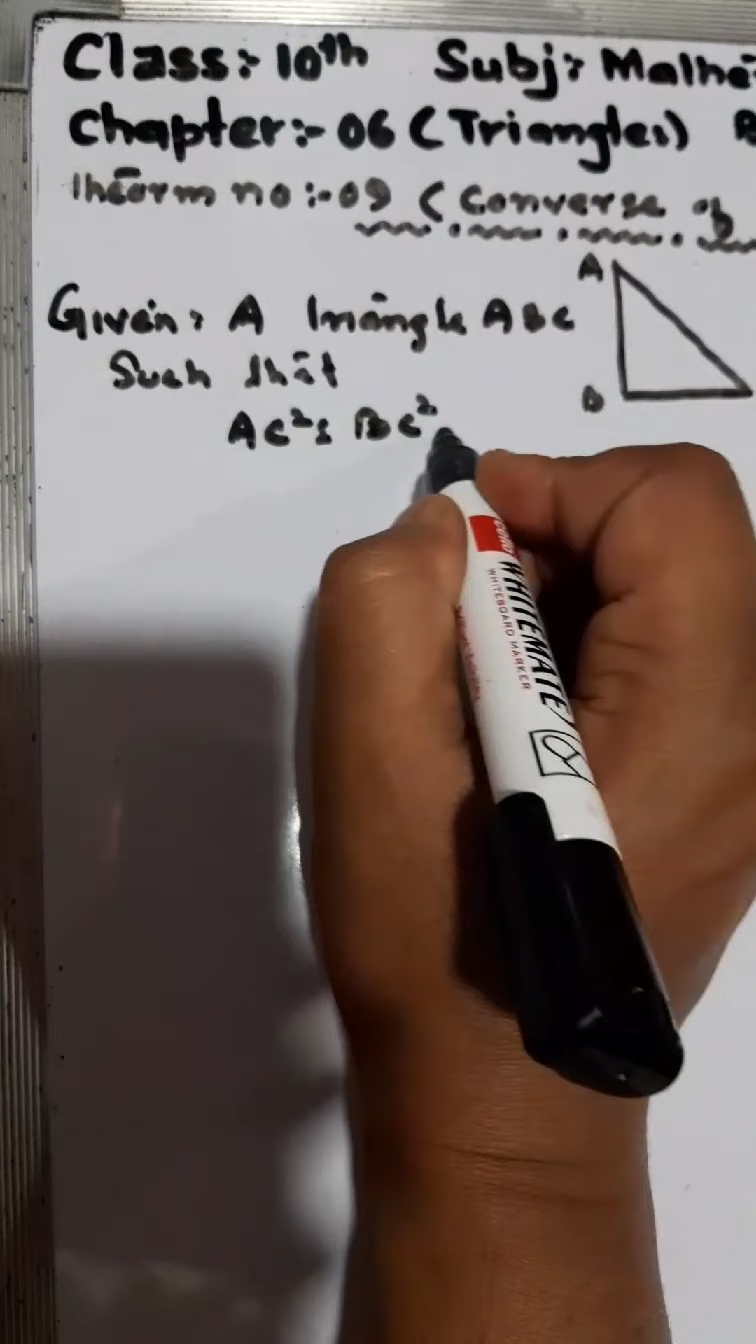 Class:- 10th Subj:- Mathe
Chapter:- 06 (Triangles)
Theorm no:- 09 (Converse of
Given:- A triangle ABC
Such that
AC² = BC²
A
B
cello WHITEMATE
WHITEBOARD MARKER